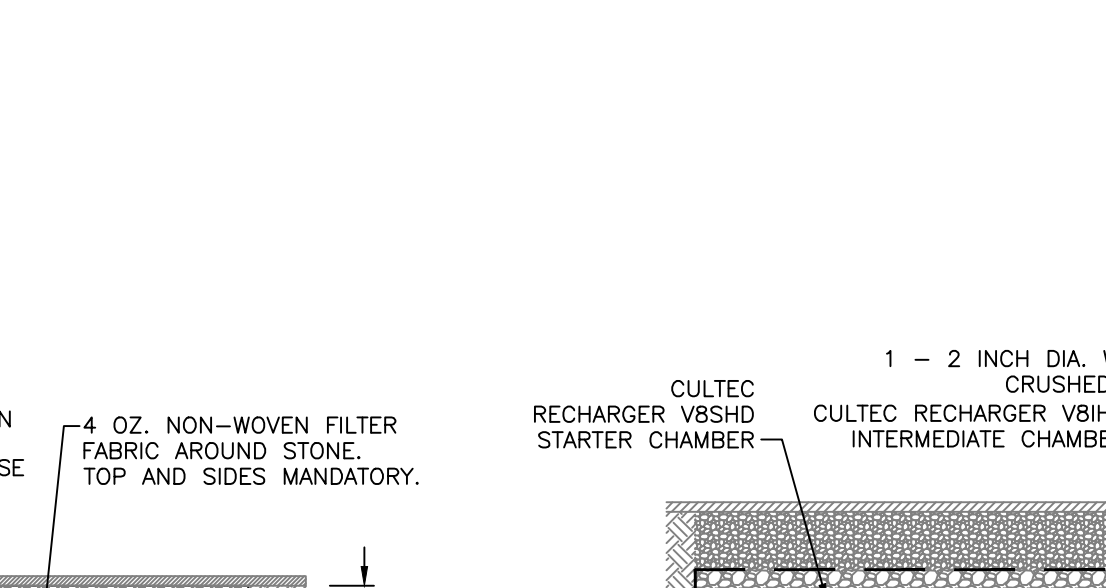 4 OZ. NON-WOVEN FILTER
FABRIC AROUND STONE.
TOP AND SIDES MANDATORY.
CULTEC
RECHARGER V8SHD
STARTER CHAMBER
1 - 2 INCH DIA.
CRUSHED
CULTEC RECHARGER
INTERMEDIATE